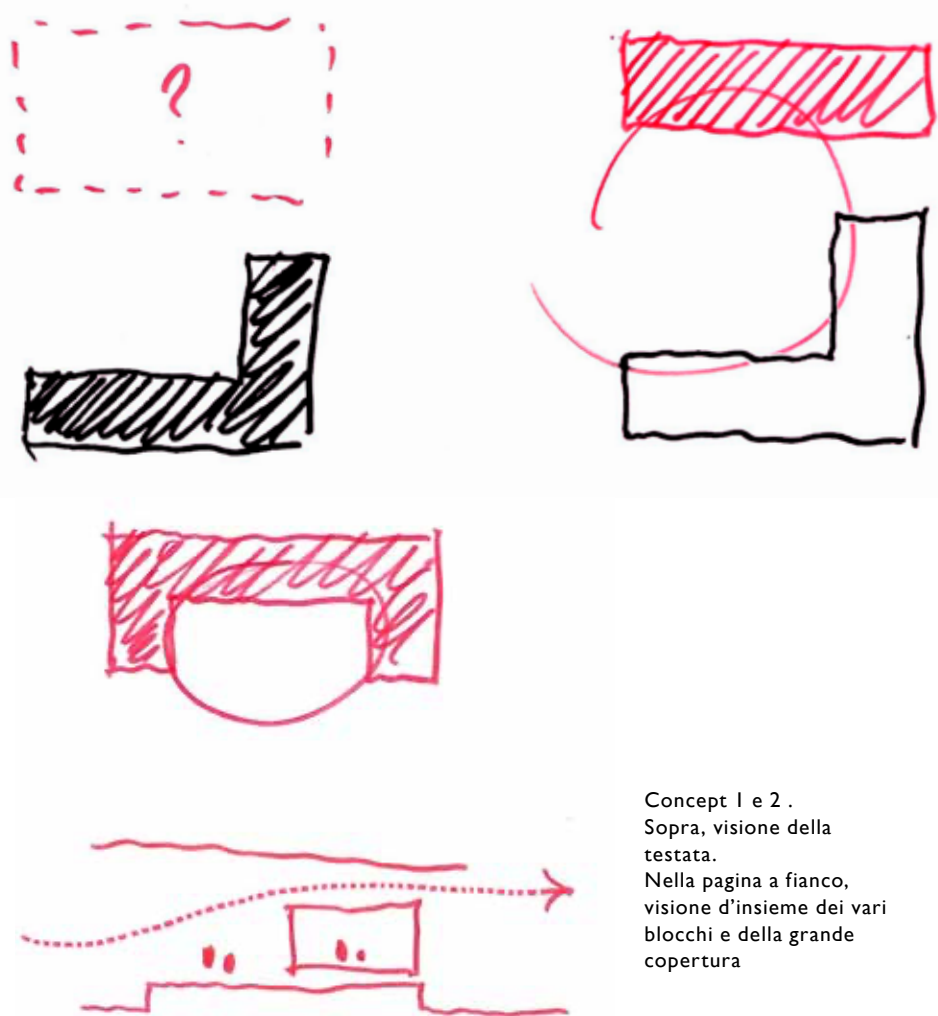 ?
Concept 1 e 2 .
Sopra, visione della
testata.
Nella pagina a fianco,
visione d'insieme dei vari
blocchi e della grande
copertura